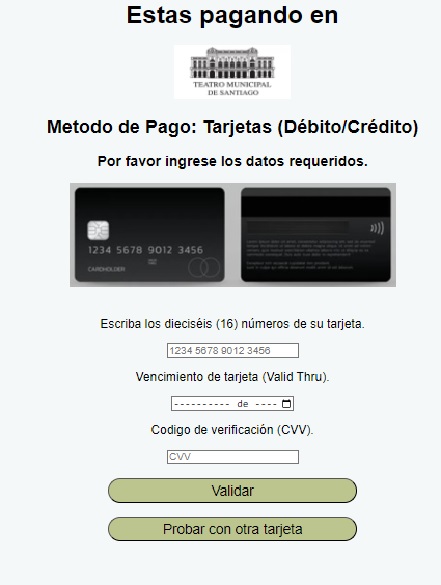 Estas pagando en
TEATRO MUNICIPAL
DE SANTIAGO
Metodo de Pago: Tarjetas (Débito/Crédito)
Por favor ingrese los datos requeridos.
1234 5678 9012 3456
CARDHOLDER
Escriba los dieciséis (16) números de su tarjeta.
1234 5678 9012 3456
Vencimiento de tarjeta (Valid Thru).
---------- de ----
Codigo de verificación (CVV).
CVV
Validar
Probar con otra tarjeta